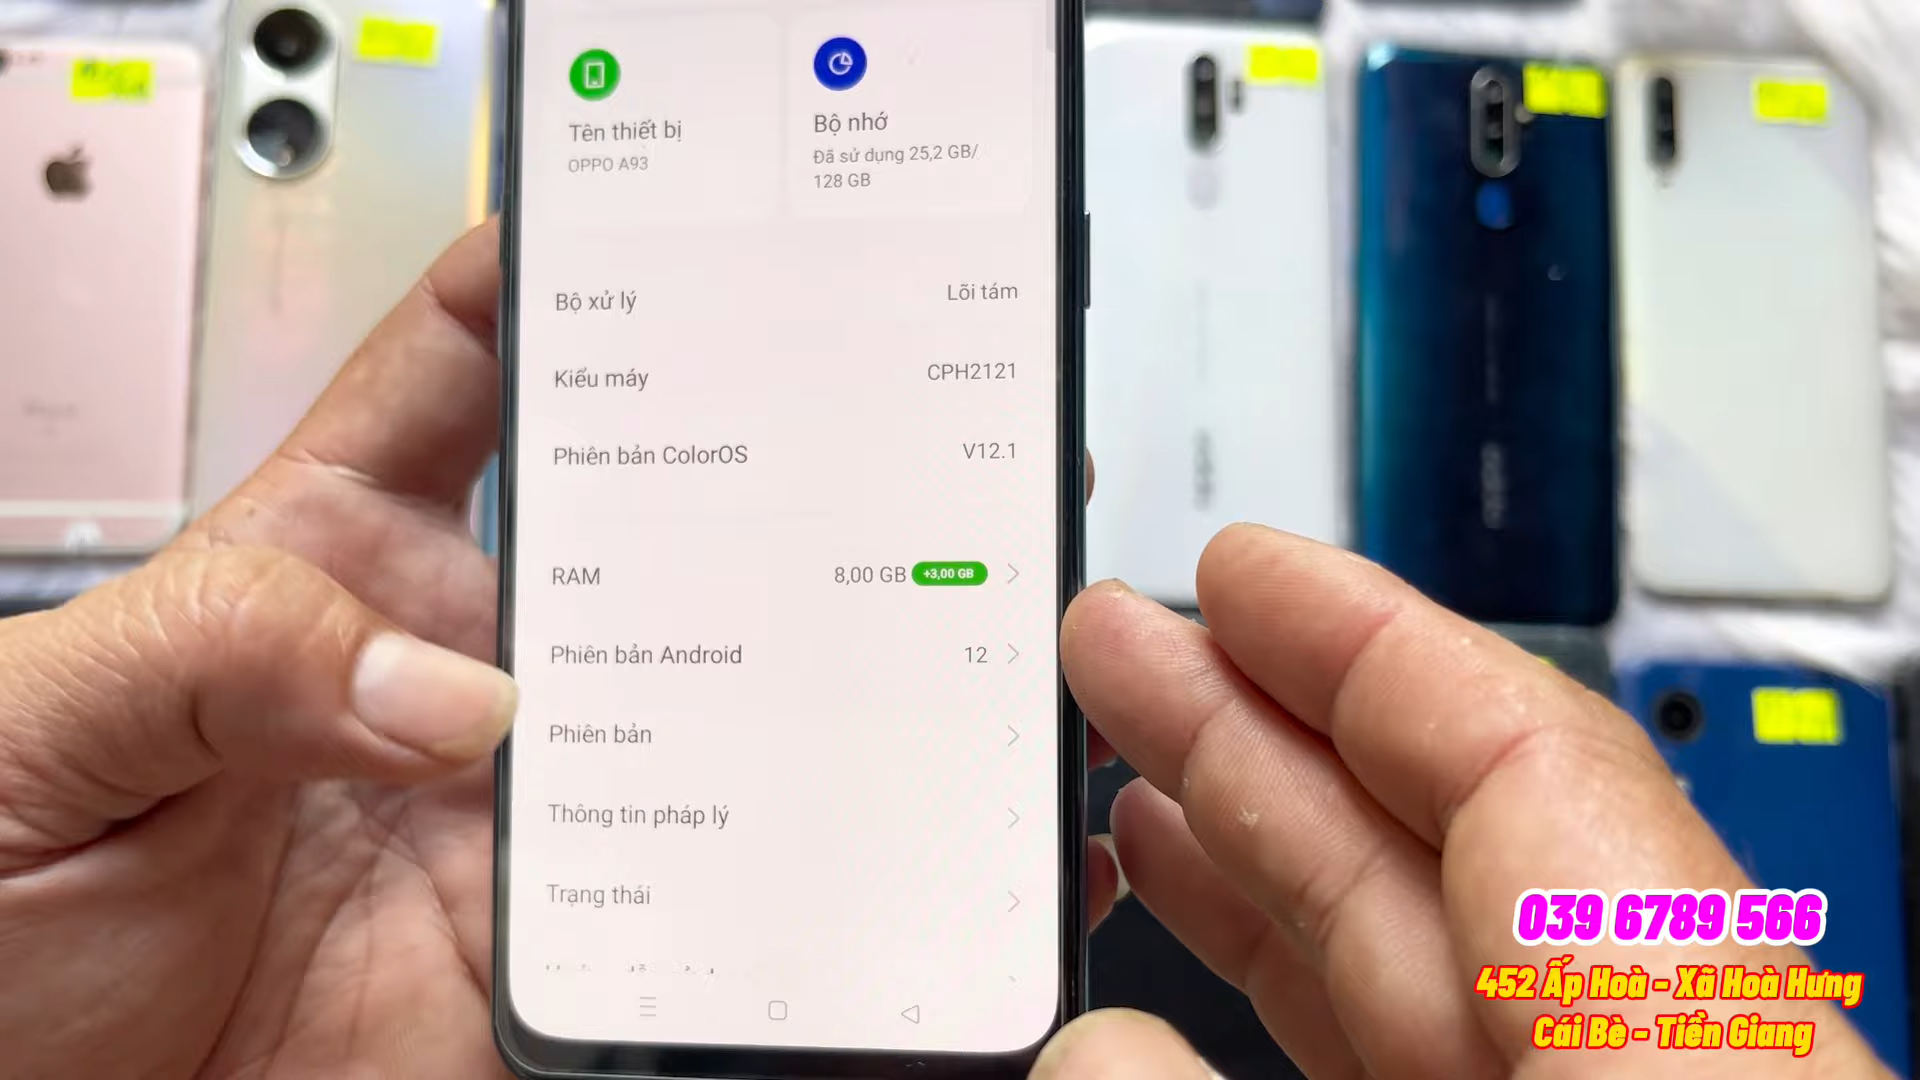 Tên thiết bị
OPPO A93
Bộ nhớ
Đã sử dụng 25,2 GB/
128 GB
Bộ xử lý
Lõi tám
Kiểu máy
CPH2121
Phiên bản ColorOS
V12.1
RAM
8,00 GB +3,00 GB
Phiên bản Android
12
Phiên bản
Thông tin pháp lý
Trạng thái
oppo
039 6789 566
452 Ấp Hoà - Xã Hoà Hưng
Cái Bè - Tiền Giang